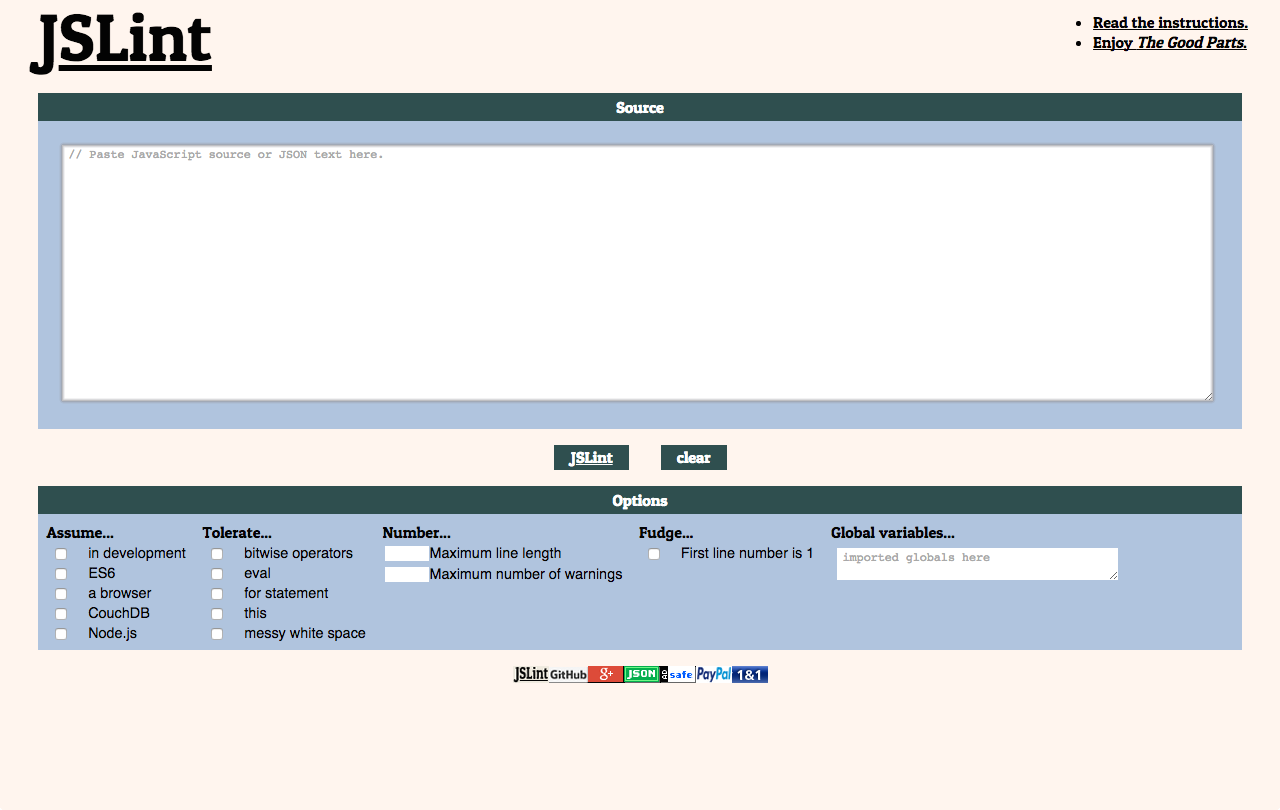 JSLint
Read the instructions.
Enjoy The Good Parts.
Source
// Paste JavaScript source or JSON text here.
JSLint
clear
Options
Assume...
in development
ES6
a browser
CouchDB
Node.js
Tolerate...
bitwise operators
eval
for statement
this
messy white space
Number...
Maximum line length
Maximum number of warnings
Fudge...
First line number is 1
Global variables...
imported globals here
JSLint GitHub g+ JSON AD safe PayPal 1&1